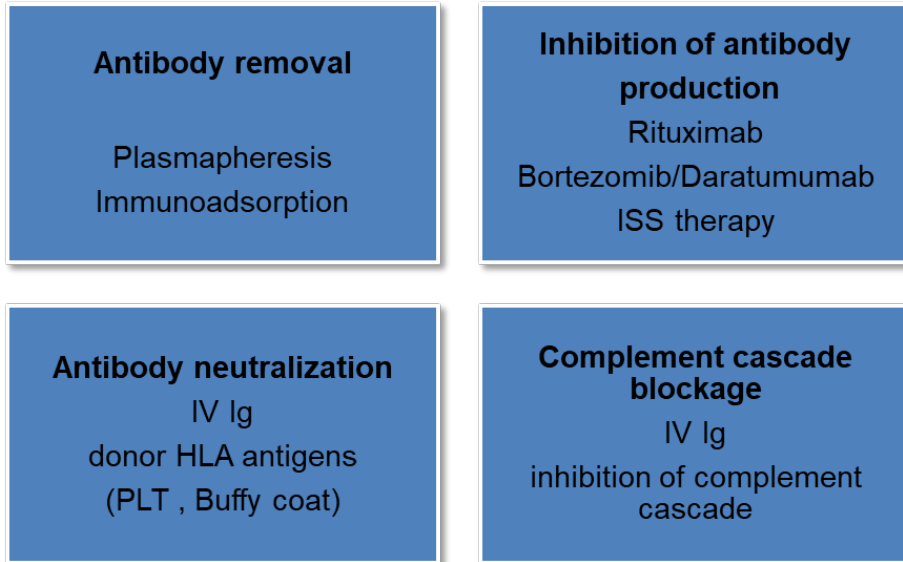 Antibody removal
Plasmapheresis
Immunoadsorption
Inhibition of antibody
production
Rituximab
Bortezomib/Daratumumab
ISS therapy
Antibody neutralization
IV Ig
donor HLA antigens
(PLT , Buffy coat)
Complement cascade
blockage
IV Ig
inhibition of complement
cascade